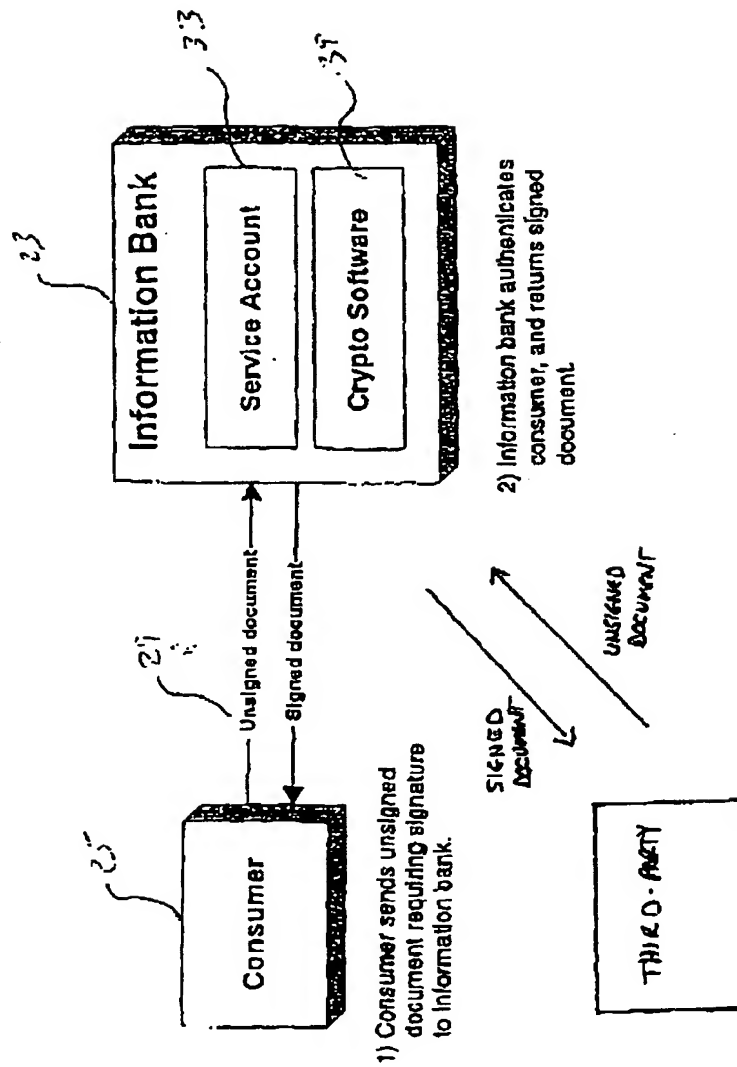 23
Information Bank
33
Service Account
39
Crypto Software
25
Consumer
Unsigned document
Signed document
1) Consumer sends unsigned
document requiring signature
to information bank.
2) Information bank authenticates
consumer, and returns signed
document
SIGNED
DOCUMENT
UNSIGNED
DOCUMENT
THIRD-PARTY